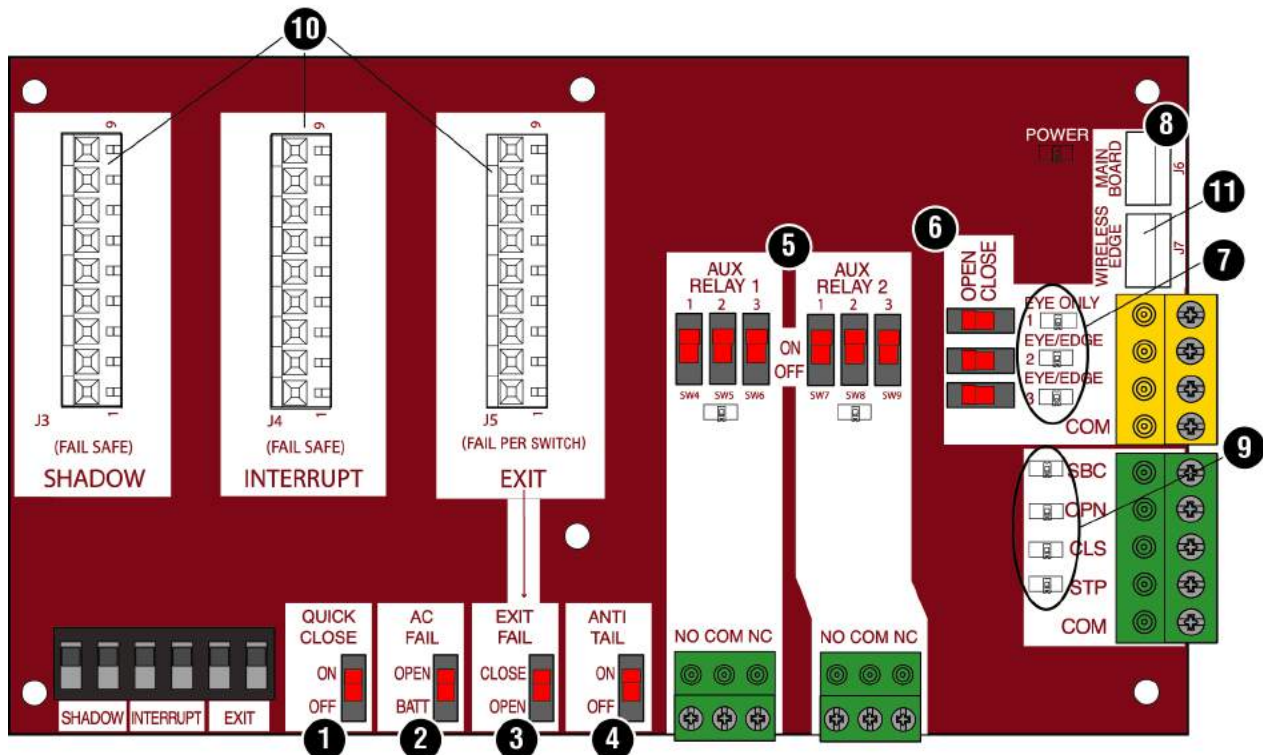 10
9
9
9
1
1
1
J3
J4
J5
(FAIL SAFE)
(FAIL SAFE)
(FAIL PER SWITCH)
SHADOW
INTERRUPT
EXIT
POWER
8
MAIN
BOARD
J6
WIRELESS
EDGE
J7
11
7
6
OPEN
CLOSE
EYE ONLY
1
EYE/EDGE
2
EYE/EDGE
3
COM
5
AUX
RELAY 1
1 2 3
SW4 SW5 SW6
ON
OFF
AUX
RELAY 2
1 2 3
SW7 SW8 SW9
9
SBC
OPN
CLS
STP
COM
SHADOW INTERRUPT EXIT
QUICK
CLOSE
ON
OFF
1
AC
FAIL
OPEN
BATT
2
EXIT
FAIL
CLOSE
OPEN
3
ANTI
TAIL
ON
OFF
4
NO COM NC
NO COM NC